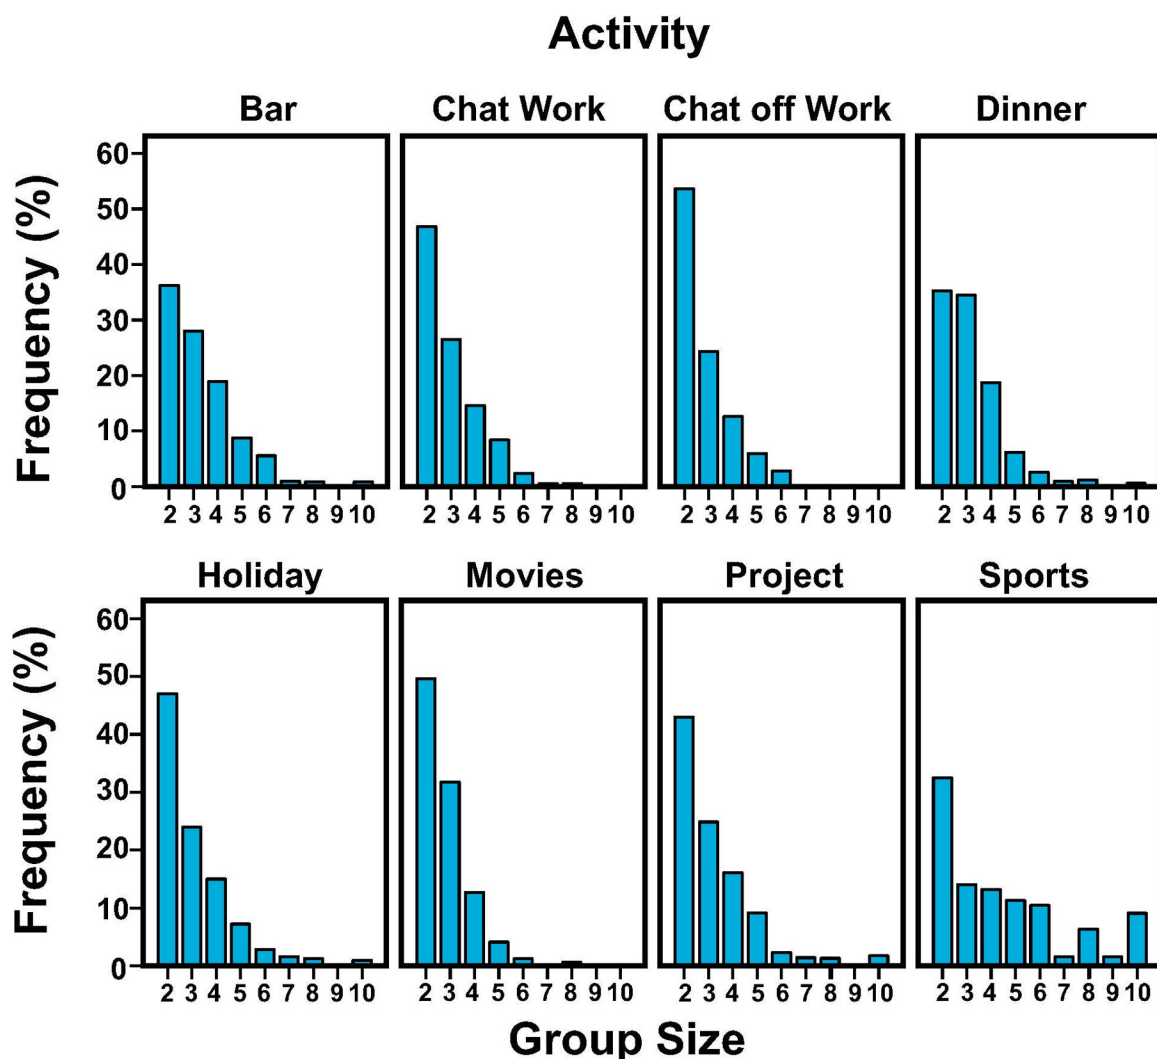 Activity
Bar Chat Work Chat off Work Dinner
Frequency (%)
60
50
40
30
20
10
0
2 3 4 5 6 7 8 9 10 2 3 4 5 6 7 8 9 10 2 3 4 5 6 7 8 9 10 2 3 4 5 6 7 8 9 10
Holiday Movies Project Sports
Frequency (%)
60
50
40
30
20
10
0
2 3 4 5 6 7 8 9 10 2 3 4 5 6 7 8 9 10 2 3 4 5 6 7 8 9 10 2 3 4 5 6 7 8 9 10
Group Size